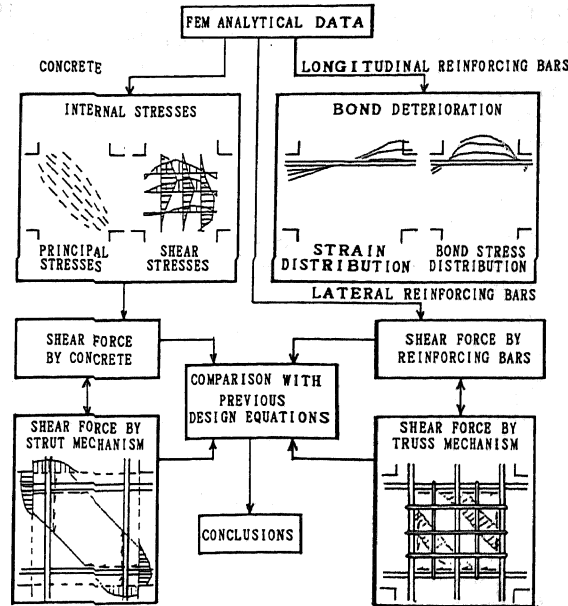 FEM ANALYTICAL DATA
CONCRETE
LONGITUDINAL REINFORCING BARS
INTERNAL STRESSES
PRINCIPAL
STRESSES
SHEAR
STRESSES
BOND DETERIORATION
STRAIN
DISTRIBUTION
BOND STRESS
DISTRIBUTION
LATERAL REINFORCING BARS
SHEAR FORCE
BY CONCRETE
SHEAR FORCE BY
REINFORCING BARS
COMPARISON WITH
PREVIOUS
DESIGN EQUATIONS
SHEAR FORCE BY
STRUT MECHANISM
SHEAR FORCE BY
TRUSS MECHANISM
CONCLUSIONS